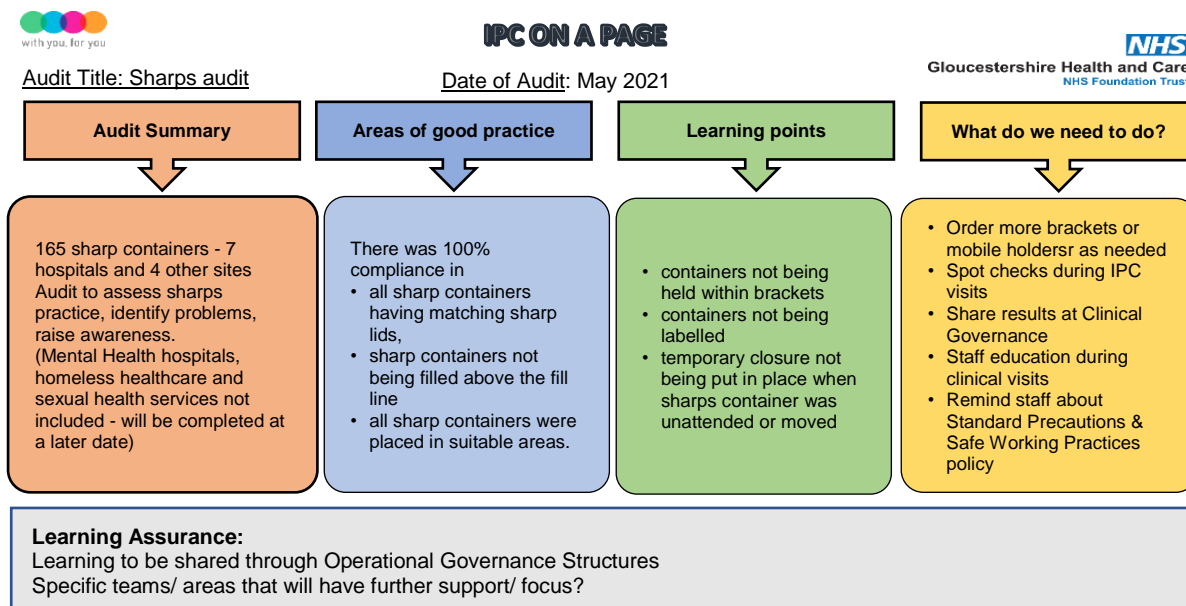 with you, for you
IPC ON A PAGE
NHS
Gloucestershire Health and Care
NHS Foundation Trust
Audit Title: Sharps audit
Date of Audit: May 2021
Audit Summary
165 sharp containers - 7
hospitals and 4 other sites
Audit to assess sharps
practice, identify problems,
raise awareness.
(Mental Health hospitals,
homeless healthcare and
sexual health services not
included - will be completed at
a later date)
Areas of good practice
There was 100%
compliance in
• all sharp containers
having matching sharp
lids,
• sharp containers not
being filled above the fill
line
• all sharp containers were
placed in suitable areas.
Learning points
• containers not being
held within brackets
• containers not being
labelled
• temporary closure not
being put in place when
sharps container was
unattended or moved
What do we need to do?
• Order more brackets or
mobile holdersr as needed
• Spot checks during IPC
visits
• Share results at Clinical
Governance
• Staff education during
clinical visits
• Remind staff about
Standard Precautions &
Safe Working Practices
policy
Learning Assurance:
Learning to be shared through Operational Governance Structures
Specific teams/ areas that will have further support/ focus?